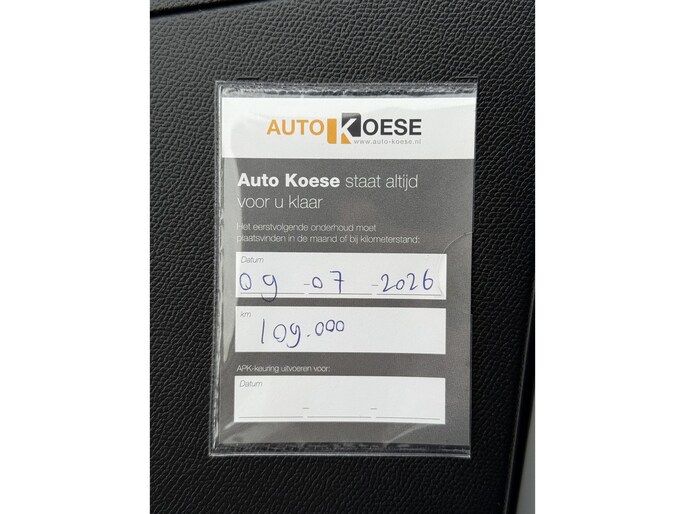 AUTO KOESE
www.auto-koese.nl
Auto Koese staat altijd
voor u klaar
Het eerstvolgende onderhoud moet
plaatsvinden in de maand of bij kilometerstand:
Datum
09 - 07 - 2026
km.
109.000
APK-keuring uitvoeren voor:
Datum
– –